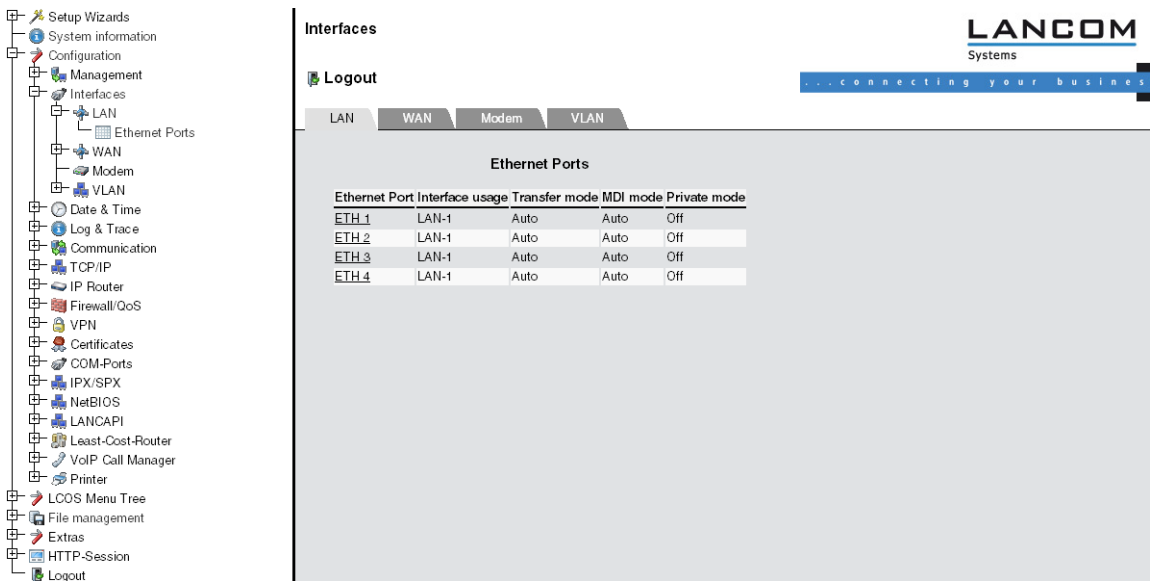 Setup Wizards
System information
Configuration
Management
Interfaces
LAN
Ethernet Ports
WAN
Modem
VLAN
Date & Time
Log & Trace
Communication
TCP/IP
IP Router
Firewall/QoS
VPN
Certificates
COM-Ports
IPX/SPX
NetBIOS
LANCAPI
Least-Cost-Router
VoIP Call Manager
Printer
LCOS Menu Tree
File management
Extras
HTTP-Session
Logout
Interfaces
LANCOM
Systems
Logout
...connecting your busines
LAN WAN Modem VLAN
Ethernet Ports
Ethernet Port Interface usage Transfer mode MDI mode Private mode
ETH 1 LAN-1 Auto Auto Off
ETH 2 LAN-1 Auto Auto Off
ETH 3 LAN-1 Auto Auto Off
ETH 4 LAN-1 Auto Auto Off